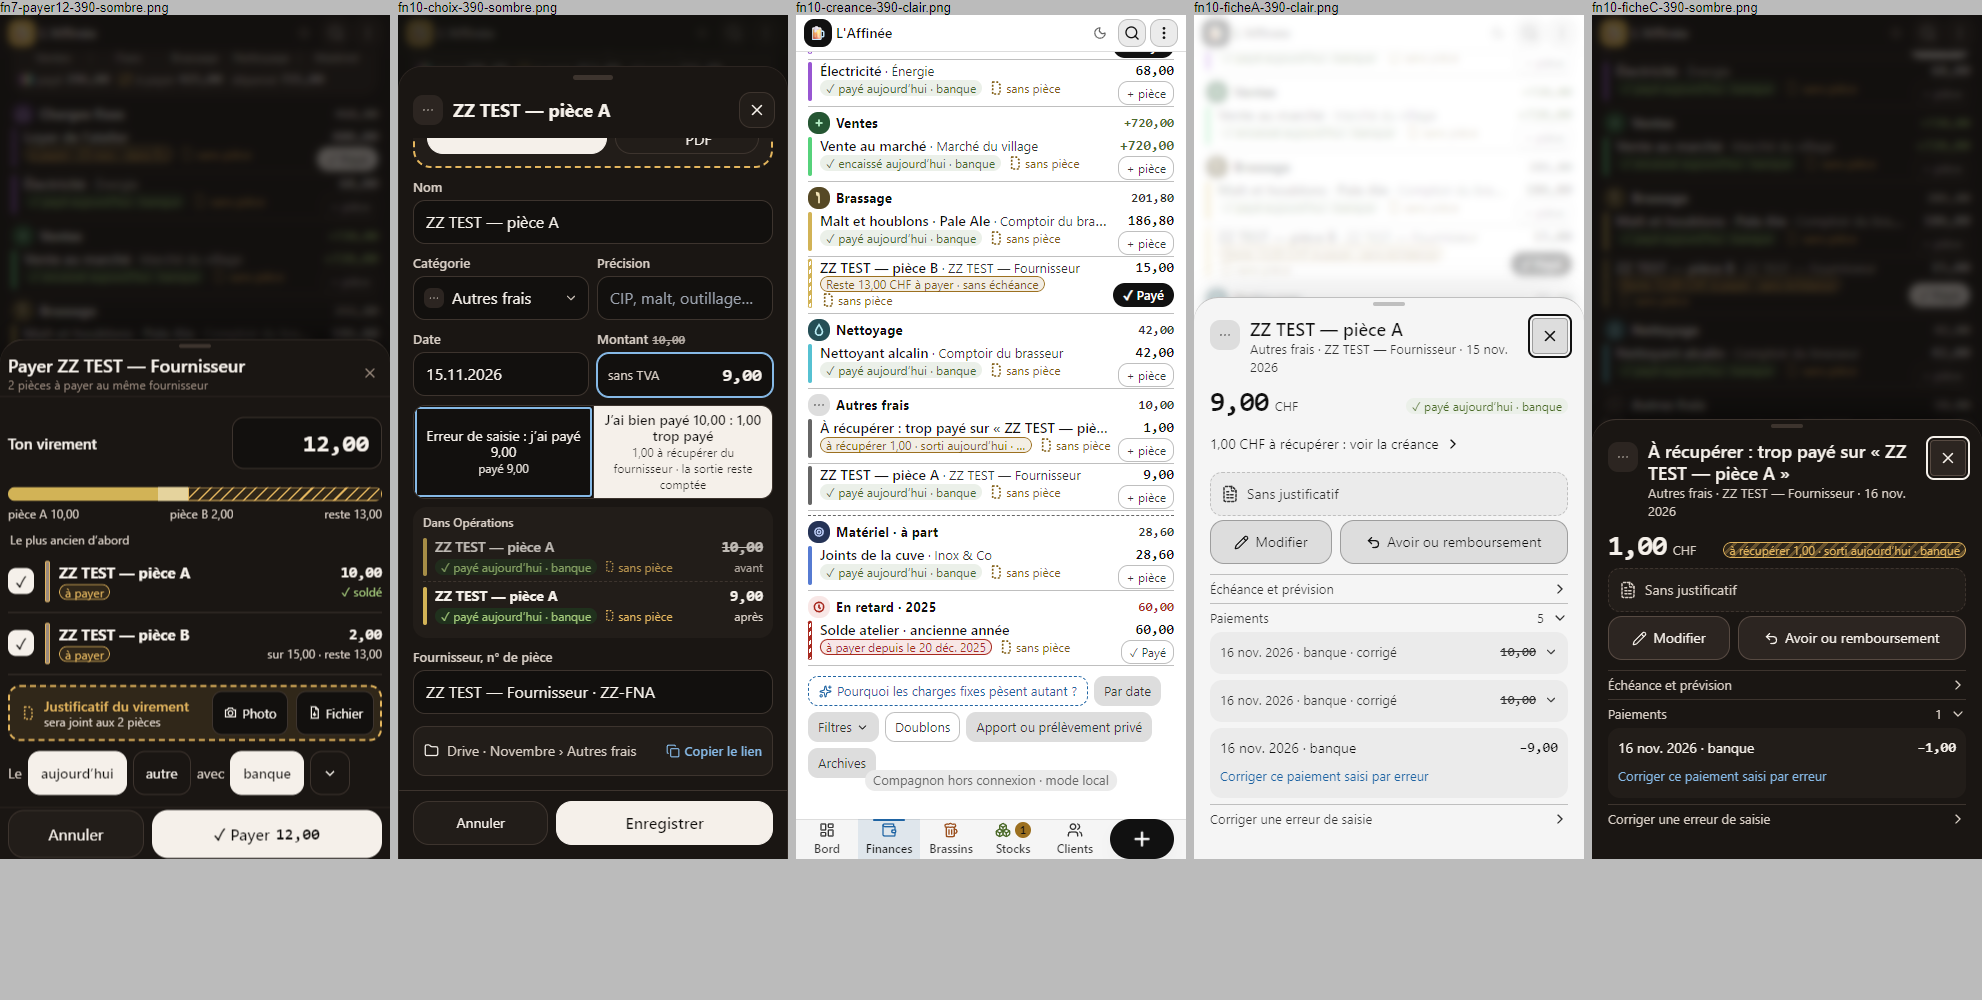 fn7-payer12-390-sombre.png
Payer ZZ TEST — Fournisseur
2 pièces à payer au même fournisseur
Ton virement
12,00
pièce A 10,00
pièce B 2,00
reste 13,00
Le plus ancien d'abord
ZZ TEST — pièce A
10,00
à payer
✓ soldé
ZZ TEST — pièce B
2,00
à payer
sur 15,00 · reste 13,00
Justificatif du virement
sera joint aux 2 pièces
Photo
Fichier
Le
aujourd'hui
autre
avec
banque
Annuler
✓ Payer 12,00
fn10-choix-390-sombre.png
ZZ TEST — pièce A
PDF
Nom
ZZ TEST — pièce A
Catégorie
Précision
Autres frais
CIP, malt, outillage...
Date
Montant 10,00
15.11.2026
sans TVA
9,00
Erreur de saisie : j'ai payé
9,00
payé 9,00
J'ai bien payé 10,00 : 1,00
trop payé
1,00 à récupérer du
fournisseur · la sortie reste
comptée
Dans Opérations
ZZ TEST — pièce A
10,00
✓ payé aujourd'hui · banque
sans pièce
avant
ZZ TEST — pièce A
9,00
✓ payé aujourd'hui · banque
sans pièce
après
Fournisseur, n° de pièce
ZZ TEST — Fournisseur · ZZ-FNA
Drive · Novembre › Autres frais
Copier le lien
Annuler
Enregistrer
fn10-creance-390-clair.png
L'Affinée
Électricité · Énergie
68,00
✓ payé aujourd'hui · banque
sans pièce
+ pièce
Ventes
+720,00
Vente au marché · Marché du village
+720,00
✓ encaissé aujourd'hui · banque
sans pièce
+ pièce
Brassage
201,80
Malt et houblons · Pale Ale · Comptoir du bra...
186,80
✓ payé aujourd'hui · banque
sans pièce
+ pièce
ZZ TEST — pièce B · ZZ TEST — Fournisseur
15,00
Reste 13,00 CHF à payer · sans échéance
sans pièce
✓ Payé
Nettoyage
42,00
Nettoyant alcalin · Comptoir du brasseur
42,00
✓ payé aujourd'hui · banque
sans pièce
+ pièce
Autres frais
10,00
À récupérer : trop payé sur « ZZ TEST — piè...
1,00
à récupérer 1,00 · sorti aujourd'hui · ...
sans pièce
+ pièce
ZZ TEST — pièce A · ZZ TEST — Fournisseur
9,00
✓ payé aujourd'hui · banque
sans pièce
+ pièce
Matériel · à part
28,60
Joints de la cuve · Inox & Co
28,60
✓ payé aujourd'hui · banque
sans pièce
+ pièce
En retard · 2025
60,00
Solde atelier · ancienne année
60,00
à payer depuis le 20 déc. 2025
sans pièce
✓ Payé
Pourquoi les charges fixes pèsent autant ?
Par date
Filtres
Doublons
Apport ou prélèvement privé
Archives
Compagnon hors connexion · mode local
1
Bord
Finances
Brassins
Stocks
Clients
+
fn10-ficheA-390-clair.png
ZZ TEST — pièce A
Autres frais · ZZ TEST — Fournisseur · 15 nov.
2026
9,00 CHF
✓ payé aujourd'hui · banque
1,00 CHF à récupérer : voir la créance
Sans justificatif
Modifier
Avoir ou remboursement
Échéance et prévision
Paiements
5
16 nov. 2026 · banque · corrigé
10,00
16 nov. 2026 · banque · corrigé
10,00
16 nov. 2026 · banque
−9,00
Corriger ce paiement saisi par erreur
Corriger une erreur de saisie
fn10-ficheC-390-sombre.png
À récupérer : trop payé sur « ZZ
TEST — pièce A »
Autres frais · ZZ TEST — Fournisseur · 16 nov.
2026
1,00 CHF
à récupérer 1,00 · sorti aujourd'hui · banque
Sans justificatif
Modifier
Avoir ou remboursement
Échéance et prévision
Paiements
1
16 nov. 2026 · banque
−1,00
Corriger ce paiement saisi par erreur
Corriger une erreur de saisie